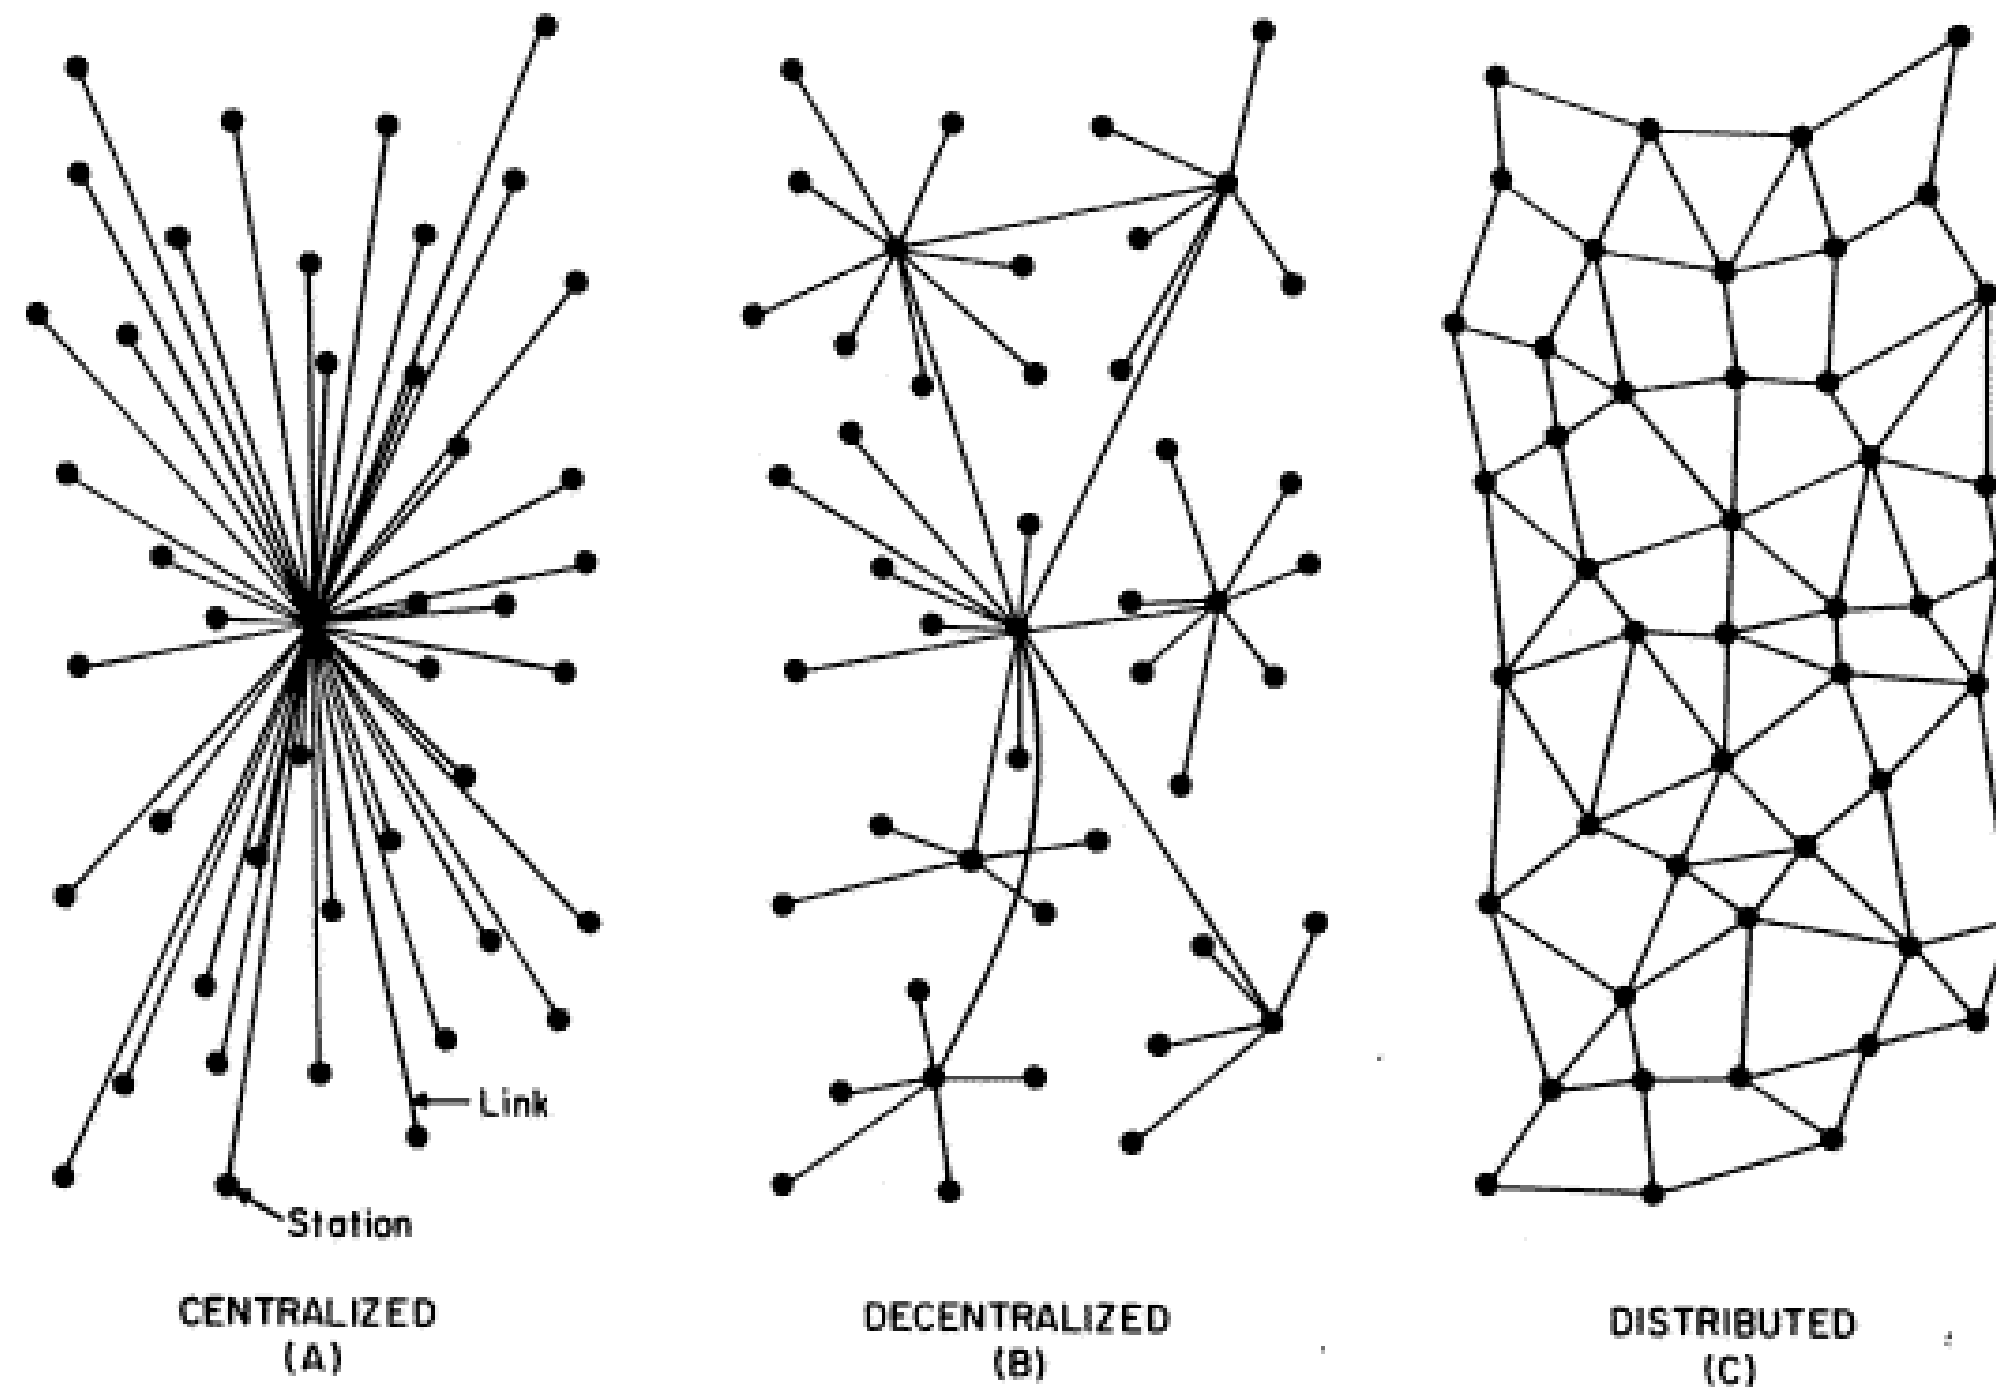 Link
Station
CENTRALIZED
(A)
DECENTRALIZED
(B)
DISTRIBUTED
(C)